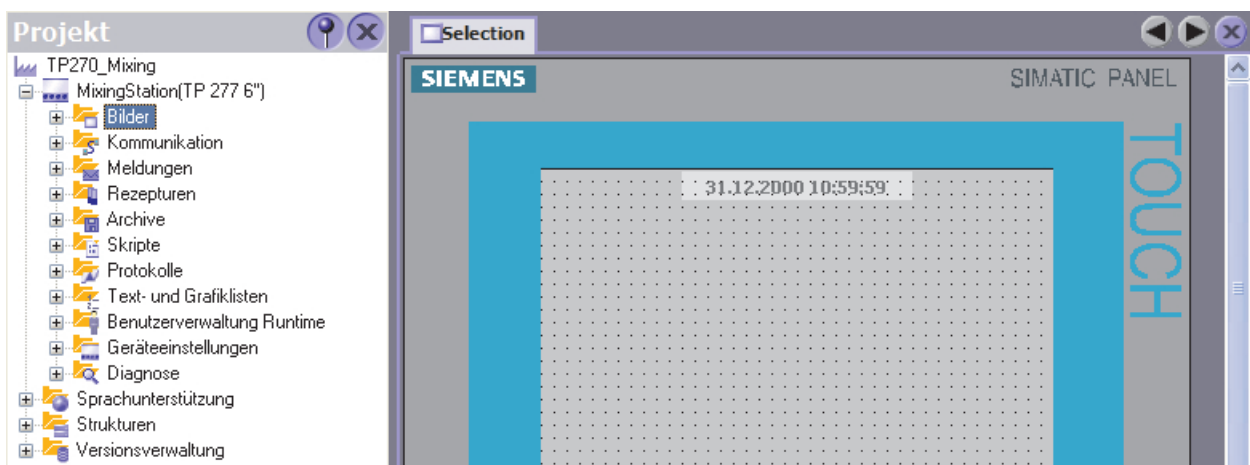 Projekt
TP270_Mixing
MixingStation(TP 277 6")
Bilder
Kommunikation
Meldungen
Rezepturen
Archive
Skripte
Protokolle
Text- und Grafiklisten
Benutzerverwaltung Runtime
Geräteeinstellungen
Diagnose
Sprachunterstützung
Strukturen
Versionsverwaltung
Selection
SIEMENS
SIMATIC PANEL
TOUCH
31.12.2000 10:59:59